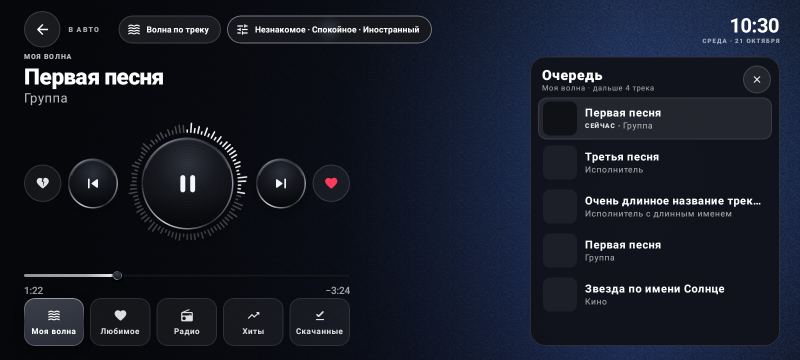 В АВТО
Волна по треку
Незнакомое · Спокойное · Иностранный
10:30
СРЕДА · 21 ОКТЯБРЯ
МОЯ ВОЛНА
Первая песня
Группа
1:22
−3:24
Моя волна
Любимое
Радио
Хиты
Скачанные
Очередь
Моя волна · дальше 4 трека
Первая песня
СЕЙЧАС · Группа
Третья песня
Исполнитель
Очень длинное название трек…
Исполнитель с длинным именем
Первая песня
Группа
Звезда по имени Солнце
Кино